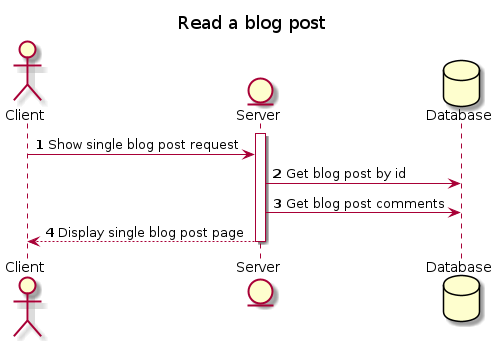 Read a blog post
Client
Server
Database
1 Show single blog post request
2 Get blog post by id
3 Get blog post comments
4 Display single blog post page
Client
Server
Database